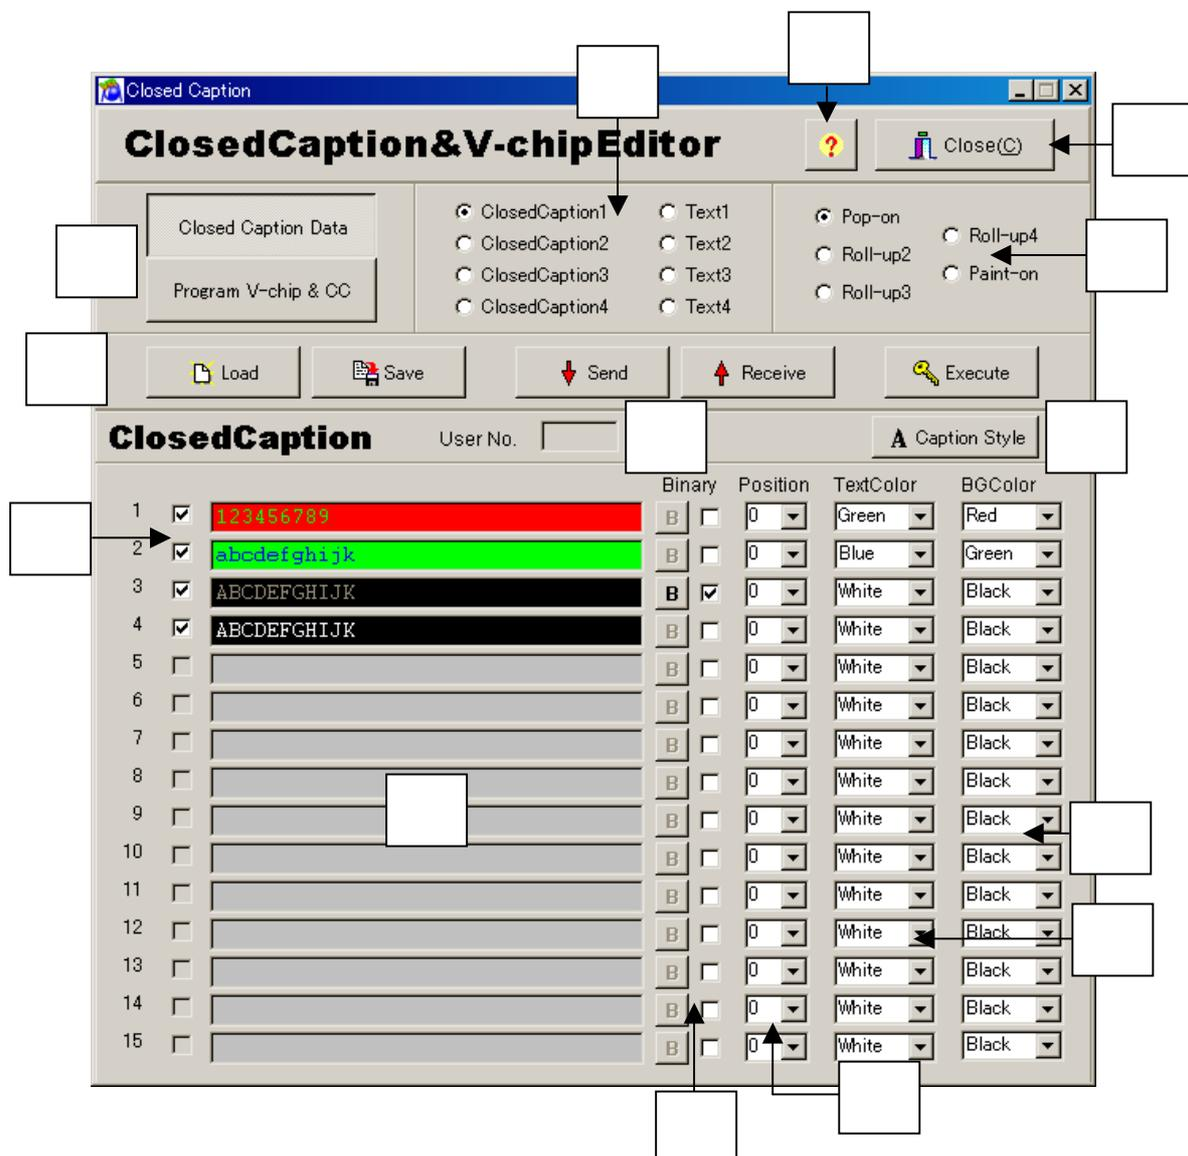 Closed Caption
ClosedCaption&V-chipEditor
? Close(C)
Closed Caption Data
Program V-chip & CC
ClosedCaption1 Text1
ClosedCaption2 Text2
ClosedCaption3 Text3
ClosedCaption4 Text4
Pop-on
Roll-up2
Roll-up3
Roll-up4
Paint-on
Load Save Send Receive Execute
ClosedCaption User No. A Caption Style
Binary Position TextColor BGColor
1 123456789 B 0 Green Red
2 abcdefghijk B 0 Blue Green
3 ABCDEFGHIJK B 0 White Black
4 ABCDEFGHIJK B 0 White Black
5 B 0 White Black
6 B 0 White Black
7 B 0 White Black
8 B 0 White Black
9 B 0 White Black
10 B 0 White Black
11 B 0 White Black
12 B 0 White Black
13 B 0 White Black
14 B 0 White Black
15 B 0 White Black